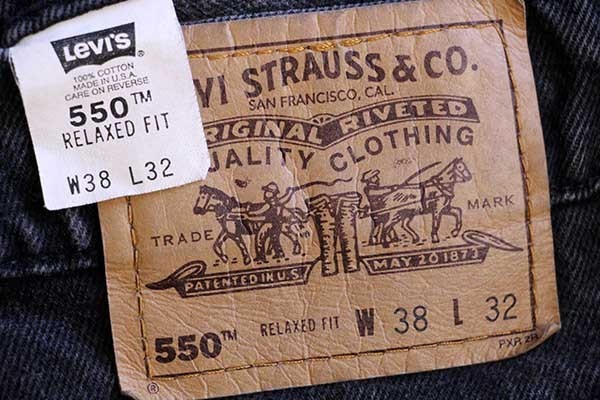 LEVI'S®
100% COTTON
MADE IN U.S.A.
CARE ON REVERSE
550™
RELAXED FIT
W38 L32
VI STRAUSS & CO.
SAN FRANCISCO, CAL.
RIGINAL RIVETED
UALITY CLOTHING
TRADE MARK
PATENTED IN U.S. MAY 20 1873
550™ RELAXED FIT W 38 L 32
®